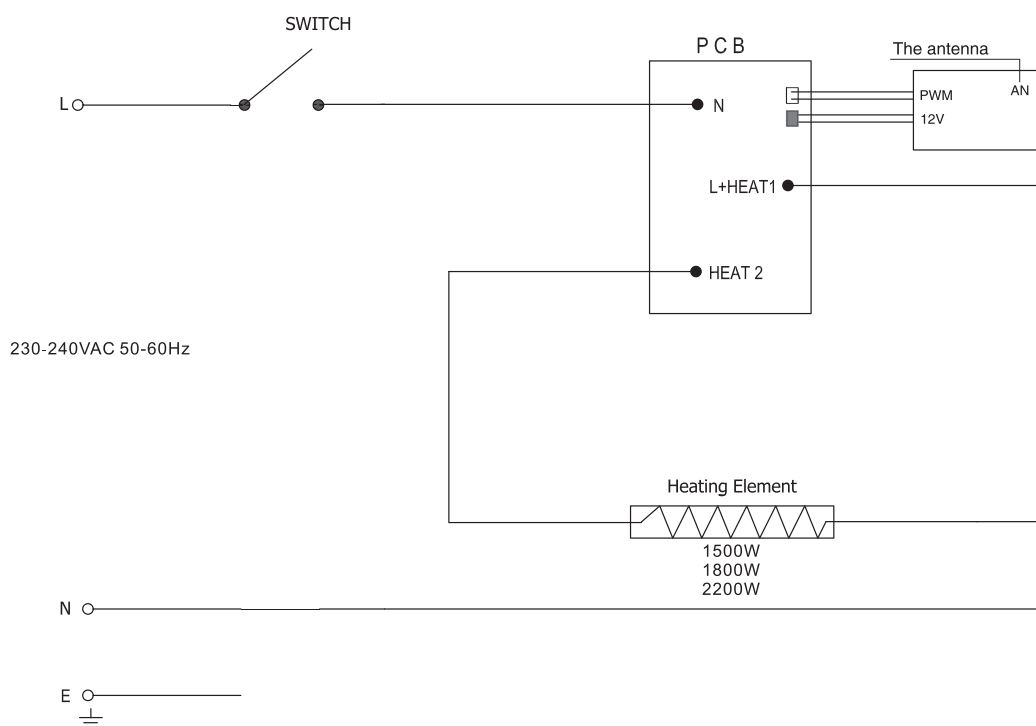 SWITCH
P C B
The antenna
L
N
PWM
AN
12V
L+HEAT1
HEAT 2
230-240VAC 50-60Hz
Heating Element
1500W
1800W
2200W
N
E